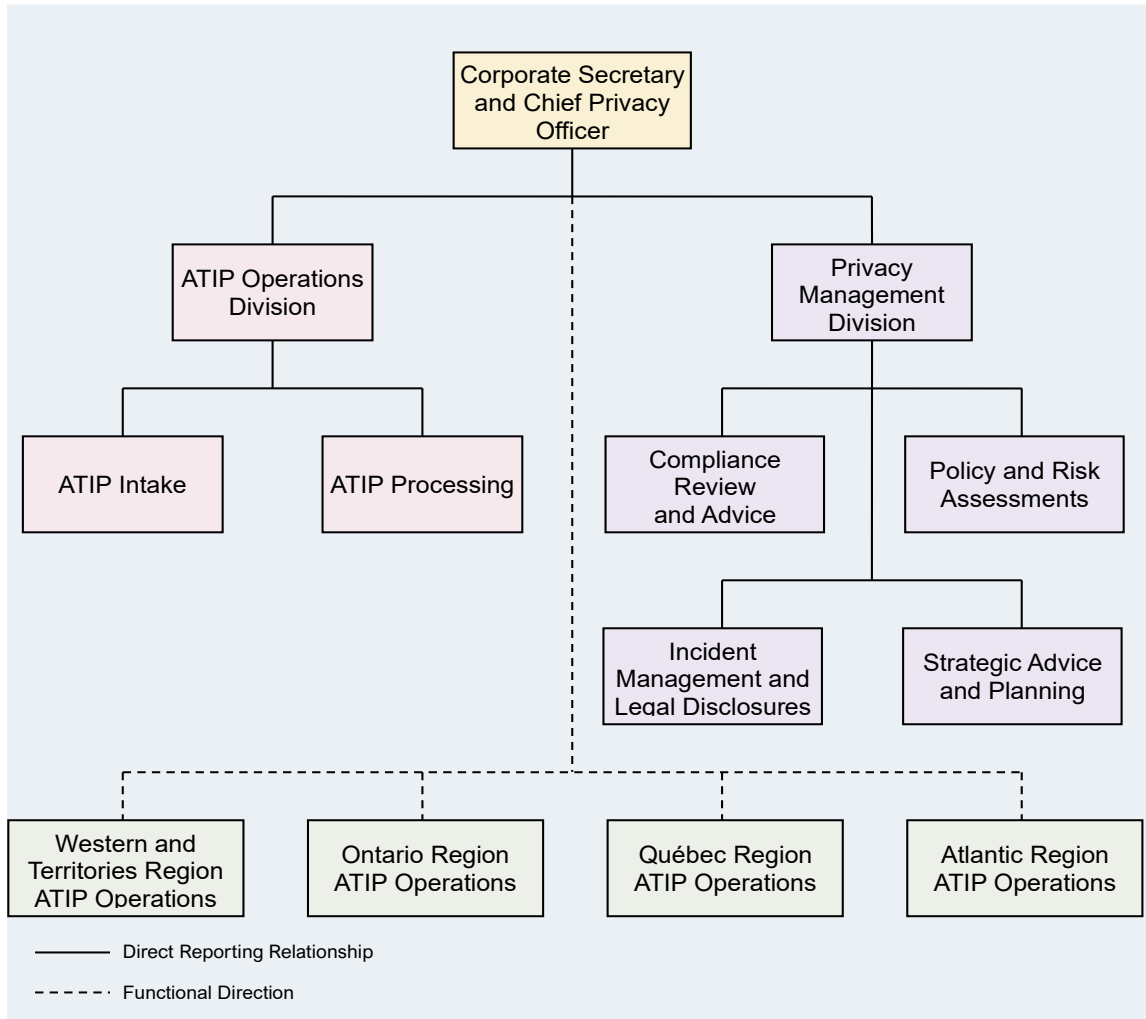 Corporate Secretary
and Chief Privacy
Officer
ATIP Operations
Division
Privacy
Management
Division
ATIP Intake
ATIP Processing
Compliance
Review
and Advice
Policy and Risk
Assessments
Incident
Management and
Legal Disclosures
Strategic Advice
and Planning
Western and
Territories Region
ATIP Operations
Ontario Region
ATIP Operations
Québec Region
ATIP Operations
Atlantic Region
ATIP Operations
Direct Reporting Relationship
Functional Direction